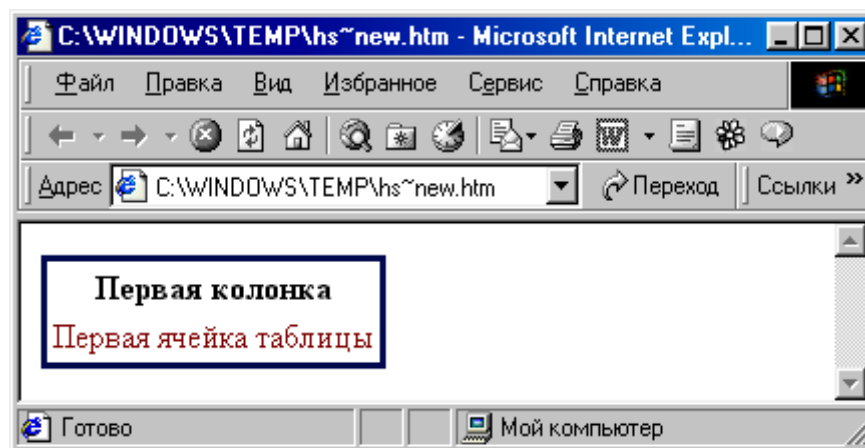 C:\WINDOWS\TEMP\hs~new.htm - Microsoft Internet Expl...
Файл Правка Вид Избранное Сервис Справка
W
Адрес C:\WINDOWS\TEMP\hs~new.htm Переход Ссылки »
Первая колонка
Первая ячейка таблицы
Готово Мой компьютер